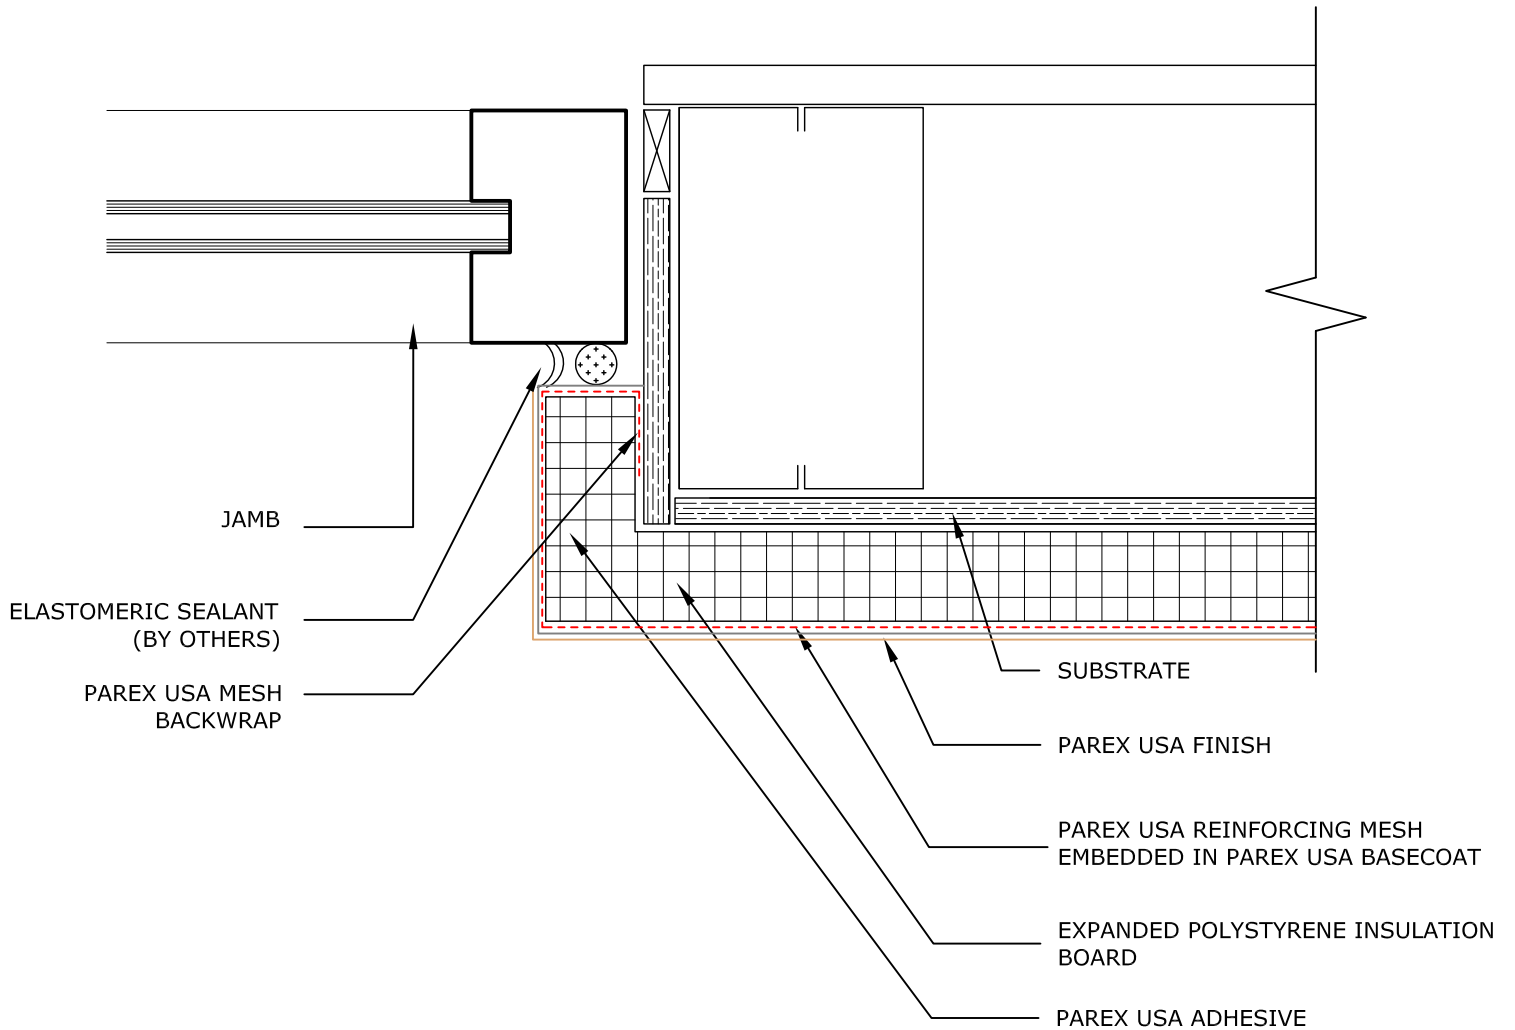 JAMB
ELASTOMERIC SEALANT
(BY OTHERS)
PAREX USA MESH
BACKWRAP
SUBSTRATE
PAREX USA FINISH
PAREX USA REINFORCING MESH
EMBEDDED IN PAREX USA BASECOAT
EXPANDED POLYSTYRENE INSULATION
BOARD
PAREX USA ADHESIVE